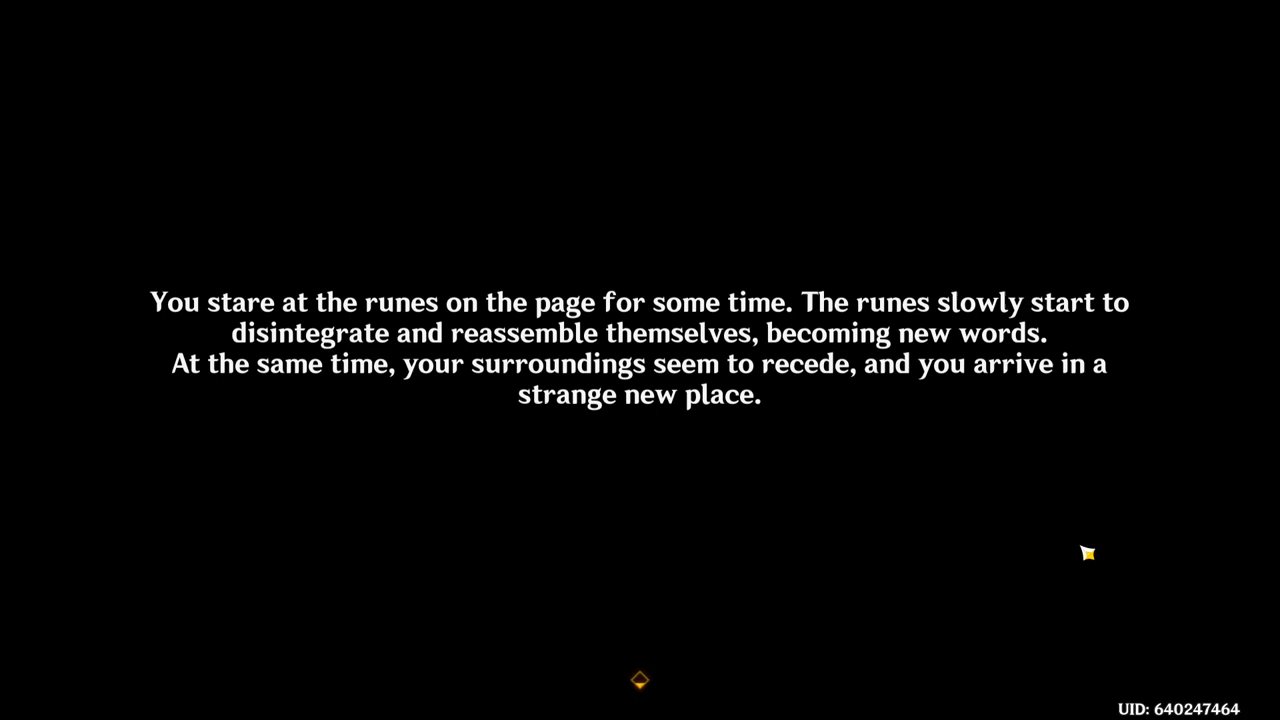 You stare at the runes on the page for some time. The runes slowly start to
disintegrate and reassemble themselves, becoming new words.
At the same time, your surroundings seem to recede, and you arrive in a
strange new place.
UID: 640247464